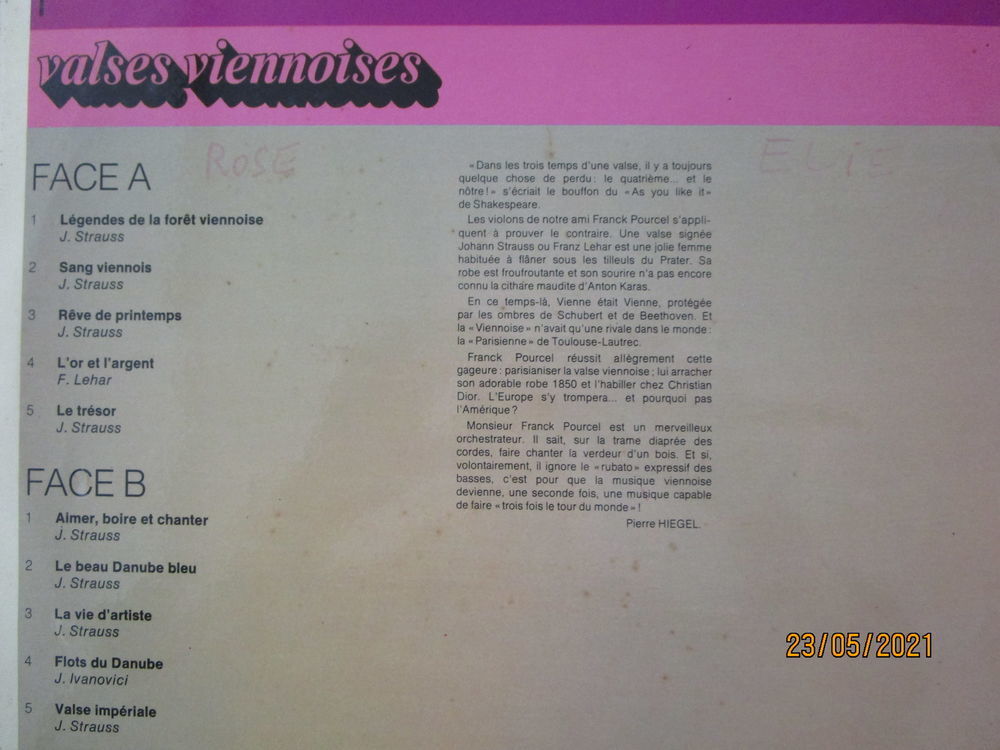 valses viennoises
ROSE
ELIE
FACE A
1 Légendes de la forêt viennoise
J. Strauss
2 Sang viennois
J. Strauss
3 Rêve de printemps
J. Strauss
4 L'or et l'argent
F. Lehar
5 Le trésor
J. Strauss
FACE B
1 Aimer, boire et chanter
J. Strauss
2 Le beau Danube bleu
J. Strauss
3 La vie d'artiste
J. Strauss
4 Flots du Danube
J. Ivanovici
5 Valse impériale
J. Strauss
«Dans les trois temps d'une valse, il y a toujours
quelque chose de perdu : le quatrième... et le
nôtre!» s'écriait le bouffon du «As you like it»
de Shakespeare.
Les violons de notre ami Franck Pourcel s'appli-
quent à prouver le contraire. Une valse signée
Johann Strauss ou Franz Lehar est une jolie femme
habituée à flâner sous les tilleuls du Prater. Sa
robe est froufroutante et son sourire n'a pas encore
connu la cithare maudite d'Anton Karas.
En ce temps-là, Vienne était Vienne, protégée
par les ombres de Schubert et de Beethoven. Et
la «Viennoise» n'avait qu'une rivale dans le monde :
la «Parisienne» de Toulouse-Lautrec.
Franck Pourcel réussit allègrement cette
gageure : parisianiser la valse viennoise ; lui arracher
son adorable robe 1850 et l'habiller chez Christian
Dior. L'Europe s'y trompera... et pourquoi pas
l'Amérique ?
Monsieur Franck Pourcel est un merveilleux
orchestrateur. Il sait, sur la trame diaprée des
cordes, faire chanter la verdeur d'un bois. Et si,
volontairement, il ignore le «rubato» expressif des
basses, c'est pour que la musique viennoise
devienne, une seconde fois, une musique capable
de faire «trois fois le tour du monde» !
Pierre HIEGEL.
23/05/2021